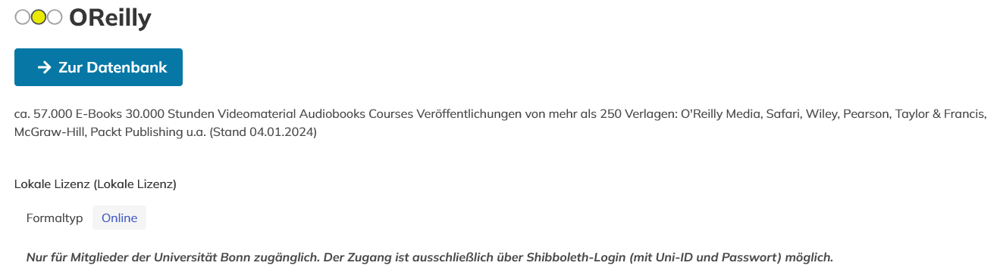 OReilly
Zur Datenbank
ca. 57.000 E-Books 30.000 Stunden Videomaterial Audiobooks Courses Veröffentlichungen von mehr als 250 Verlagen: O'Reilly Media, Safari, Wiley, Pearson, Taylor & Francis,
McGraw-Hill, Packt Publishing u.a. (Stand 04.01.2024)
Lokale Lizenz (Lokale Lizenz)
Formaltyp Online
Nur für Mitglieder der Universität Bonn zugänglich. Der Zugang ist ausschließlich über Shibboleth-Login (mit Uni-ID und Passwort) möglich.